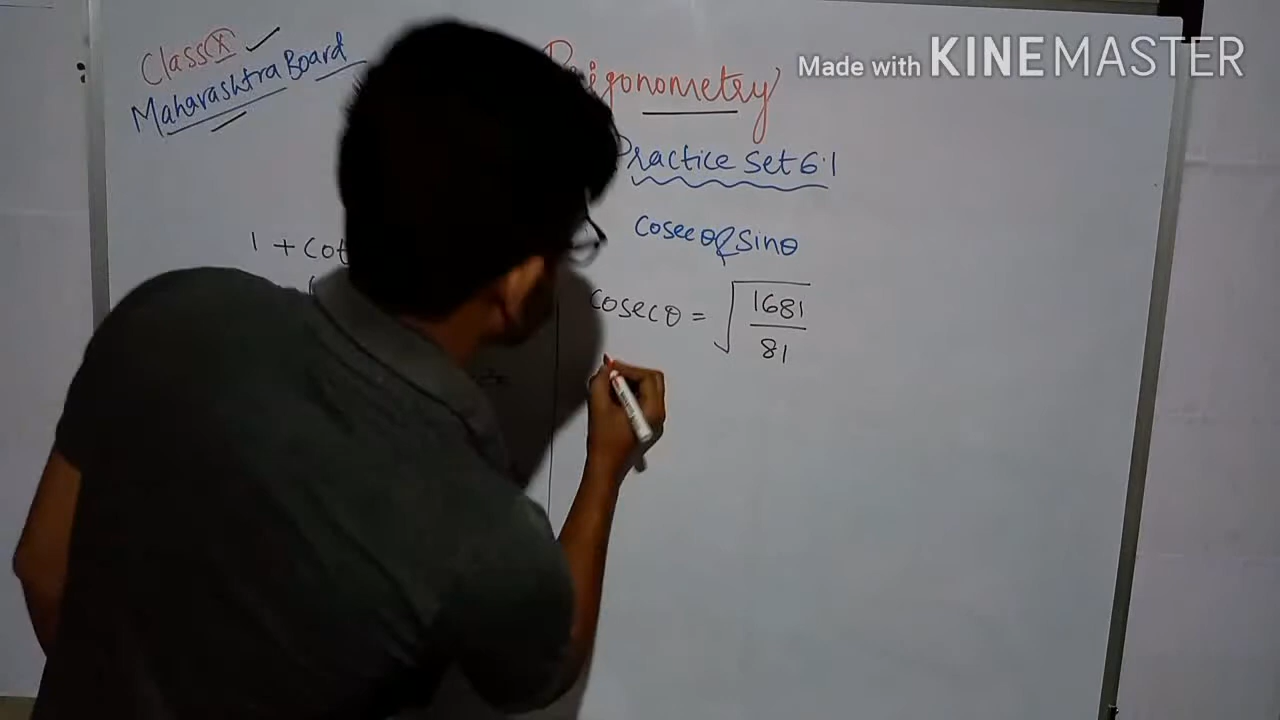 Class X
Maharashtra Board
Made with KINEMASTER
Trigonometry
Practice Set 6.1
cosec θ & sin θ
1 + cot
cosec θ = √(1681/81)